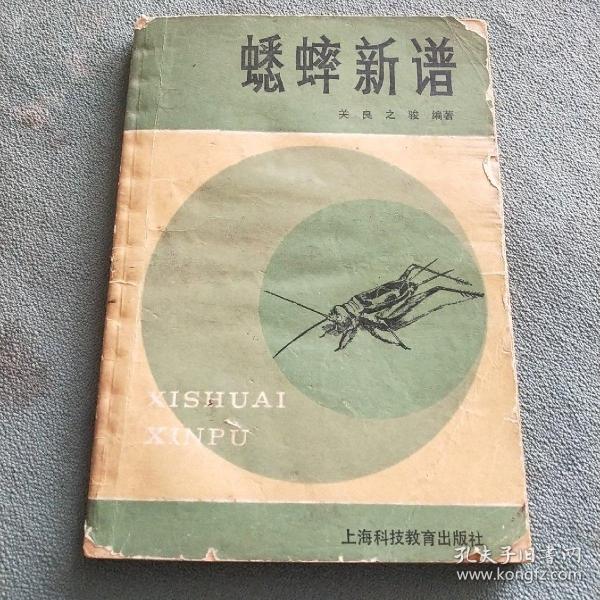 蟋蟀新谱
关良之骏 编著
XISHUAI
XINPU
上海科技教育出版社
孔夫子旧书网
www.kongfz.com